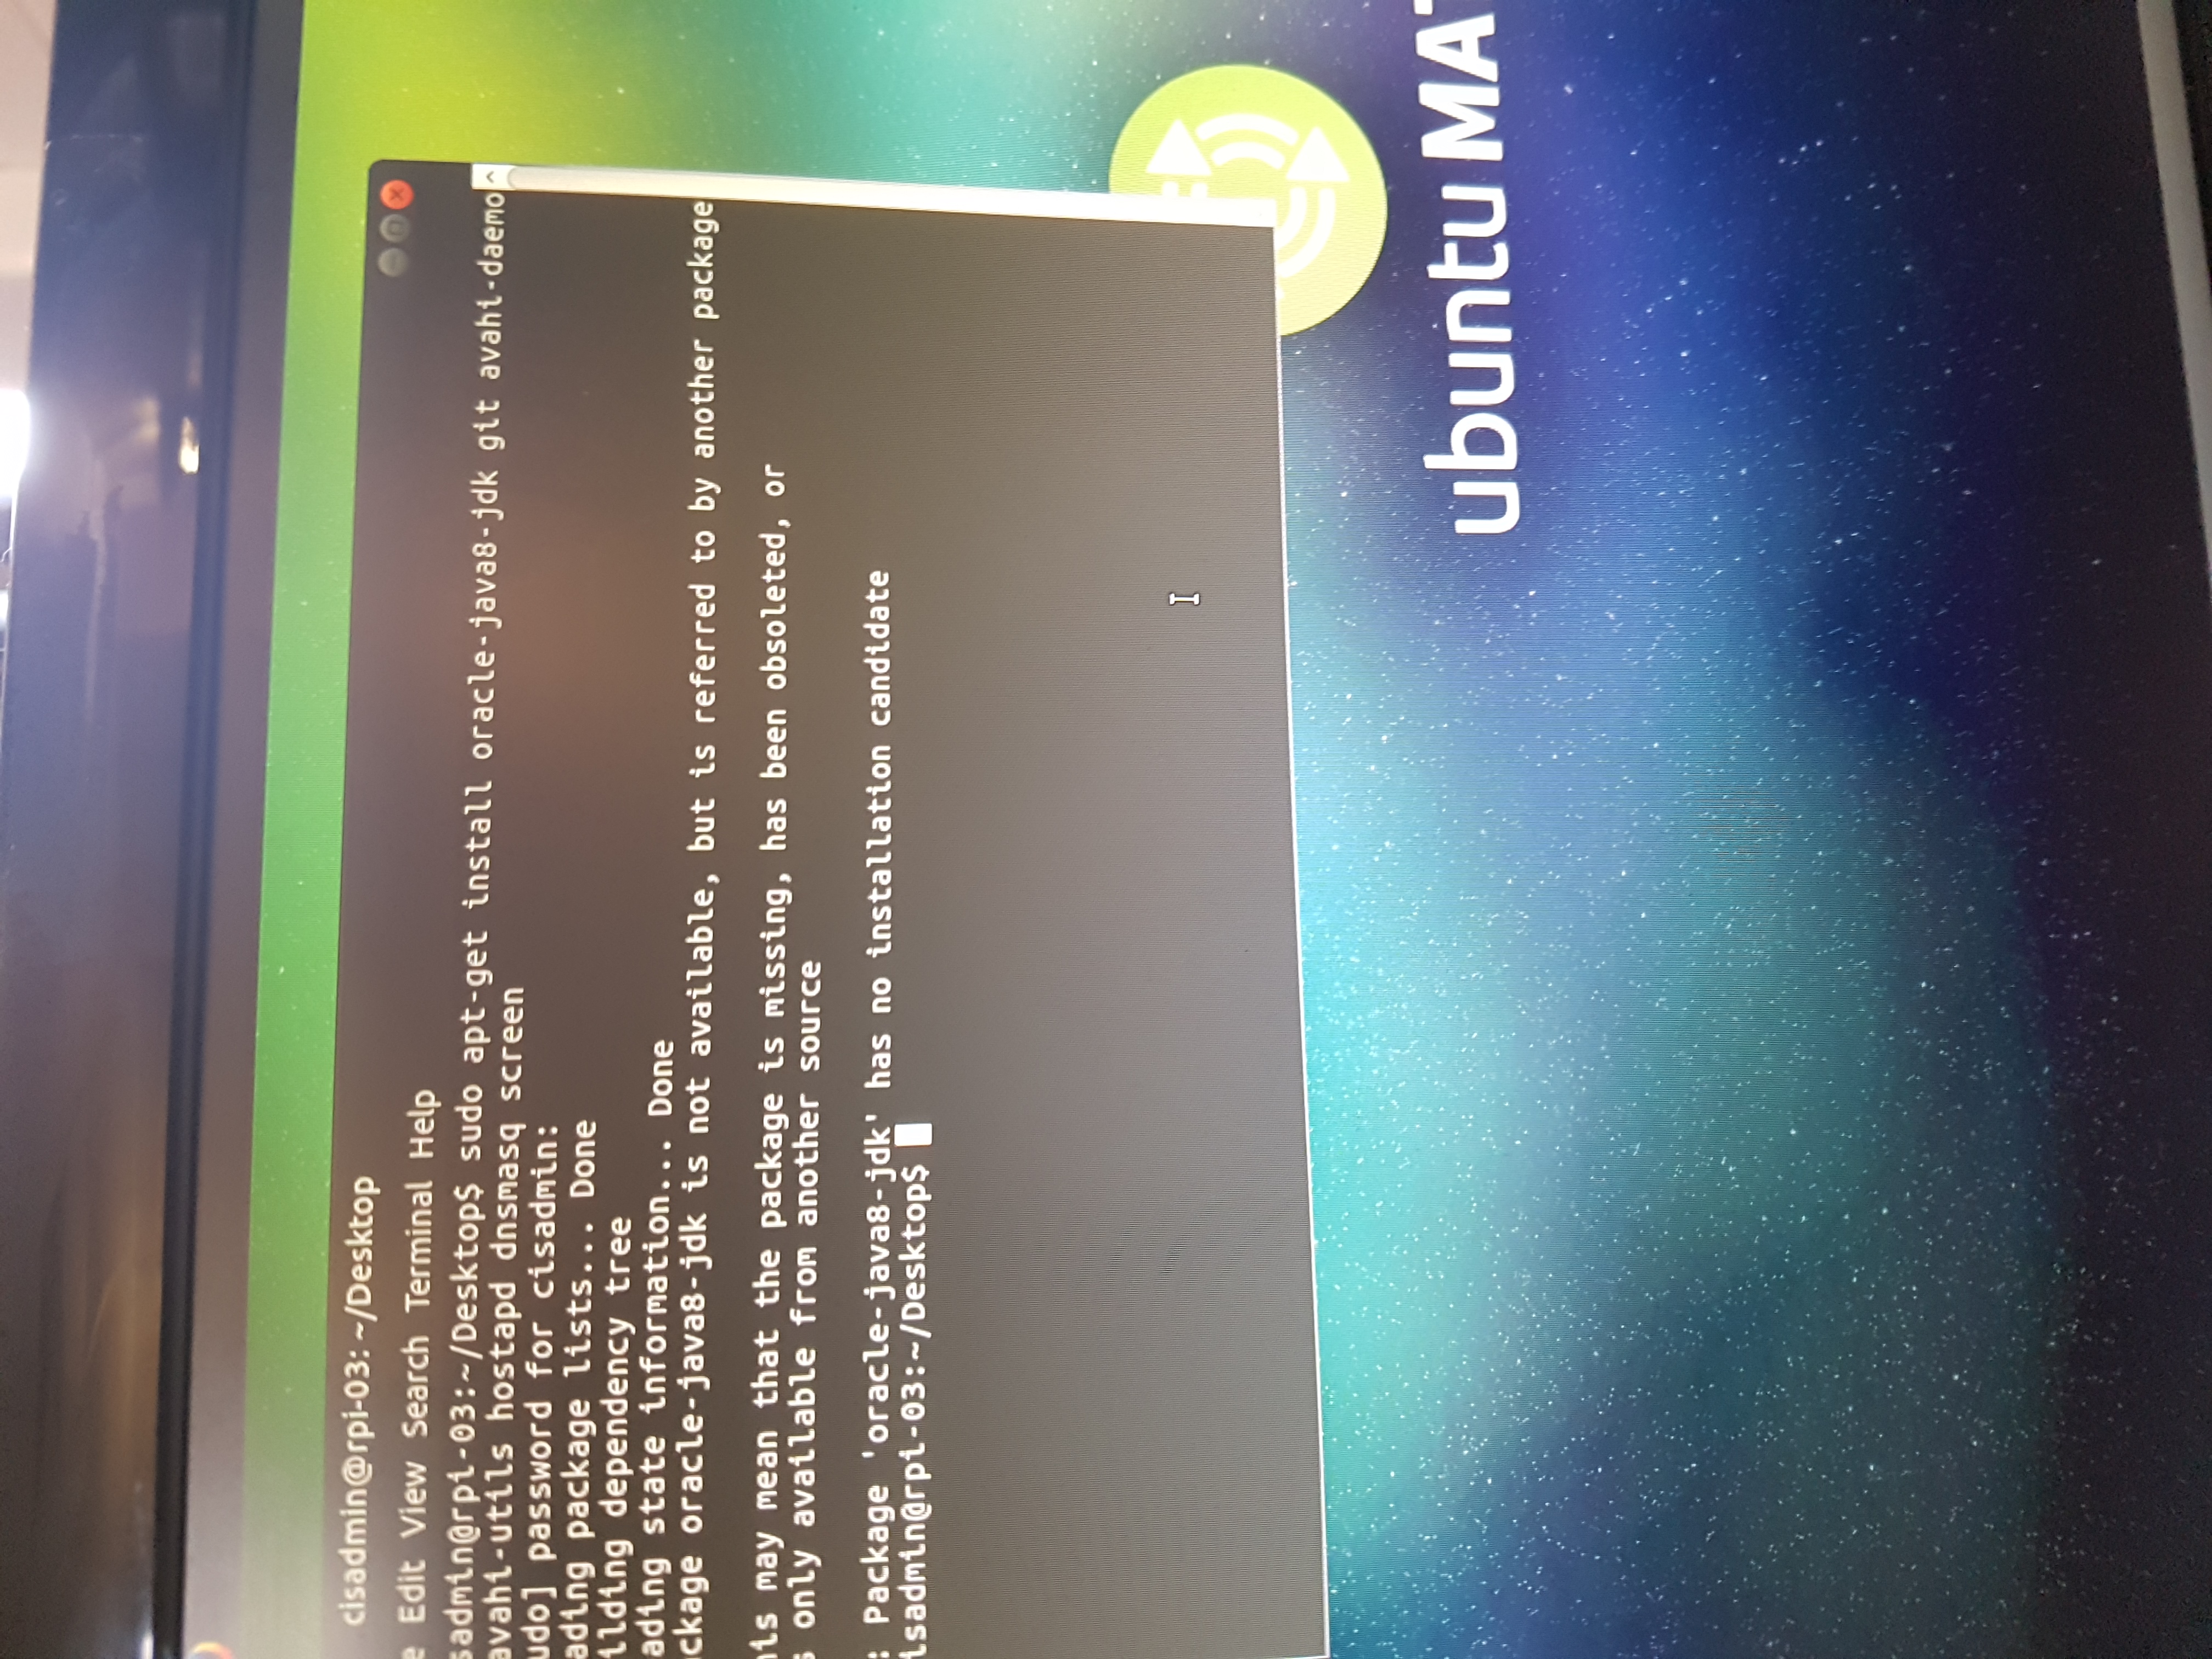 cisadmin@rpi-03: ~/Desktop
e Edit View Search Terminal Help
sadmin@rpi-03:~/Desktop$ sudo apt-get install oracle-java8-jdk git avahi-daemo
avahi-utils hostapd dnsmasq screen
udo] password for cisadmin:
ading package lists... Done
ilding dependency tree
ading state information... Done
ckage oracle-java8-jdk is not available, but is referred to by another package
his may mean that the package is missing, has been obsoleted, or
s only available from another source
: Package 'oracle-java8-jdk' has no installation candidate
isadmin@rpi-03:~/Desktop$
ubuntu MAT